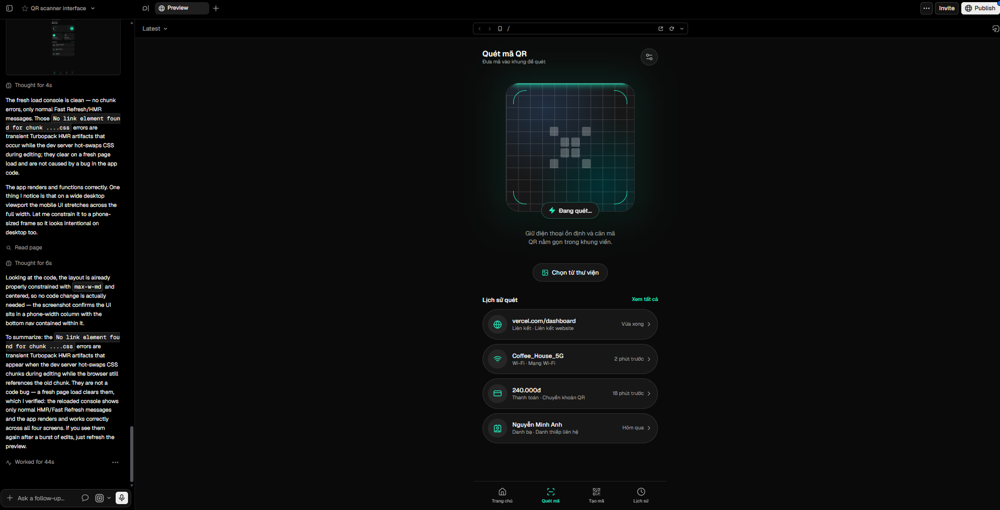 QR scanner interface
Preview
Invite
Publish
Latest
/
Thought for 4s
The fresh load console is clean — no chunk
errors, only normal Fast Refresh/HMR
messages. Those No link element foun
d for chunk ....css errors are
transient Turbopack HMR artifacts that
occur while the dev server hot-swaps CSS
during editing; they clear on a fresh page
load and are not caused by a bug in the app
code.
The app renders and functions correctly. One
thing I notice is that on a wide desktop
viewport the mobile UI stretches across the
full width. Let me constrain it to a phone-
sized frame so it looks intentional on
desktop too.
Read page
Thought for 6s
Looking at the code, the layout is already
properly constrained with max-w-md and
centered, so no code change is actually
needed — the screenshot confirms the UI
sits in a phone-width column with the
bottom nav contained within it.
To summarize: the No link element fou
nd for chunk ....css errors are
transient Turbopack HMR artifacts that
appear when the dev server hot-swaps CSS
chunks during editing while the browser still
references the old chunk. They are not a
code bug — a fresh page load clears them,
which I verified: the reloaded console shows
only normal HMR/Fast Refresh messages
and the app renders and works correctly
across all four screens. If you see them
again after a burst of edits, just refresh the
preview.
Worked for 44s
Ask a follow-up...
Quét mã QR
Đưa mã vào khung để quét
Đang quét...
Giữ điện thoại ổn định và căn mã
QR nằm gọn trong khung viền.
Chọn từ thư viện
Lịch sử quét
Xem tất cả
vercel.com/dashboard
Liên kết · Liên kết website
Vừa xong
Coffee_House_5G
Wi-Fi · Mạng Wi-Fi
2 phút trước
240.000đ
Thanh toán · Chuyển khoản QR
18 phút trước
Nguyễn Minh Anh
Danh bạ · Danh thiếp liên hệ
Hôm qua
Trang chủ
Quét mã
Tạo mã
Lịch sử